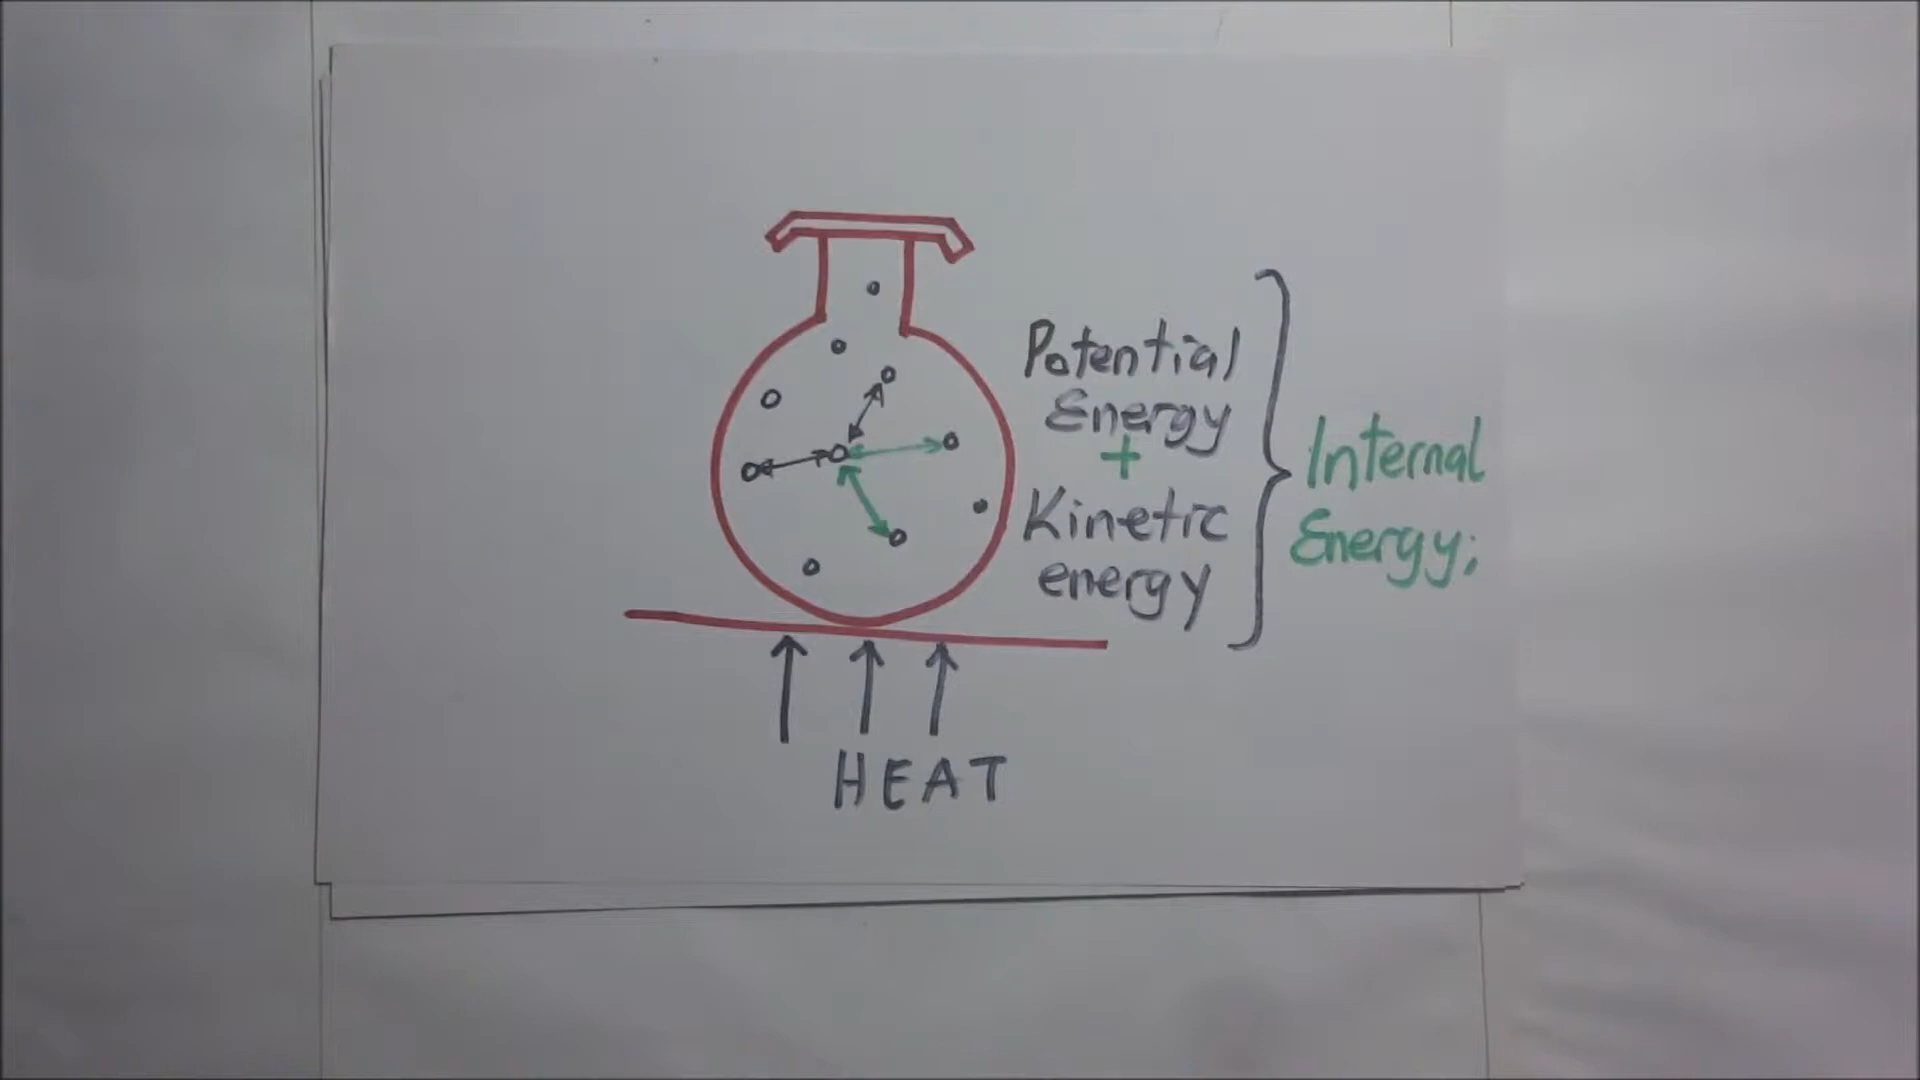 Potential
Energy
+
Kinetic
energy
Internal
Energy;
HEAT